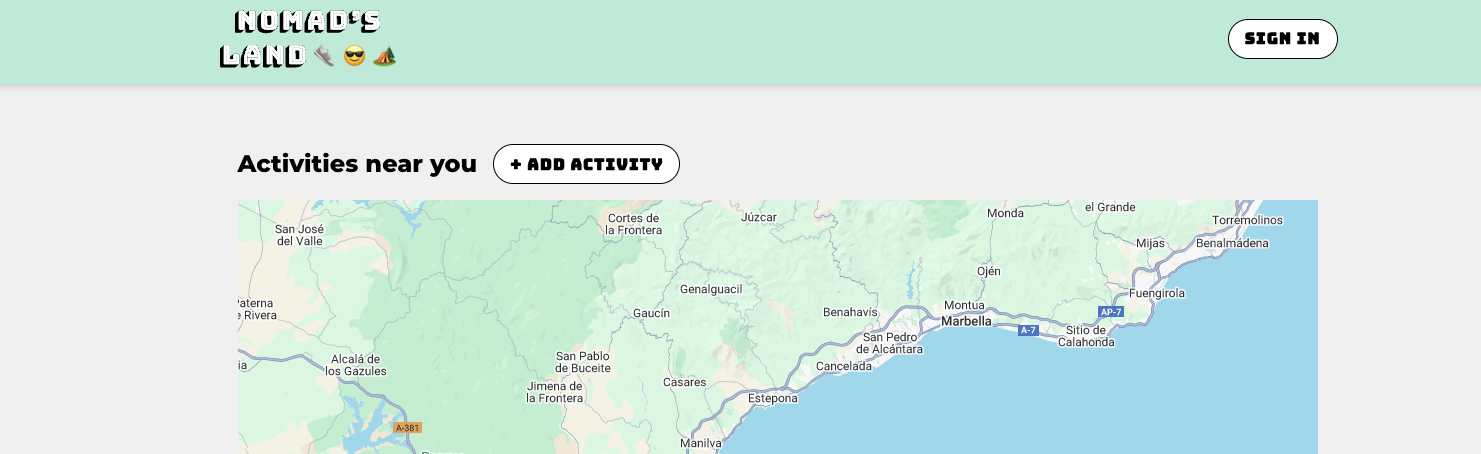 NOMAD'S
LAND 👟 😎 🏕️
SIGN IN
Activities near you
+ ADD ACTIVITY
Cortes de
la Frontera
Júzcar
Monda
el Grande
Torremolinos
San José
del Valle
Mijas
Benalmádena
Ojén
Genalguacil
Fuengirola
Paterna
e Rivera
Gaucín
Benahavís
Montua
Marbella
AP-7
A-7
Sitio de
Calahonda
San Pedro
de Alcántara
ia
Alcalá de
los Gazules
San Pablo
de Buceite
Cancelada
Jimena de
la Frontera
Casares
Estepona
A-381
Manilva